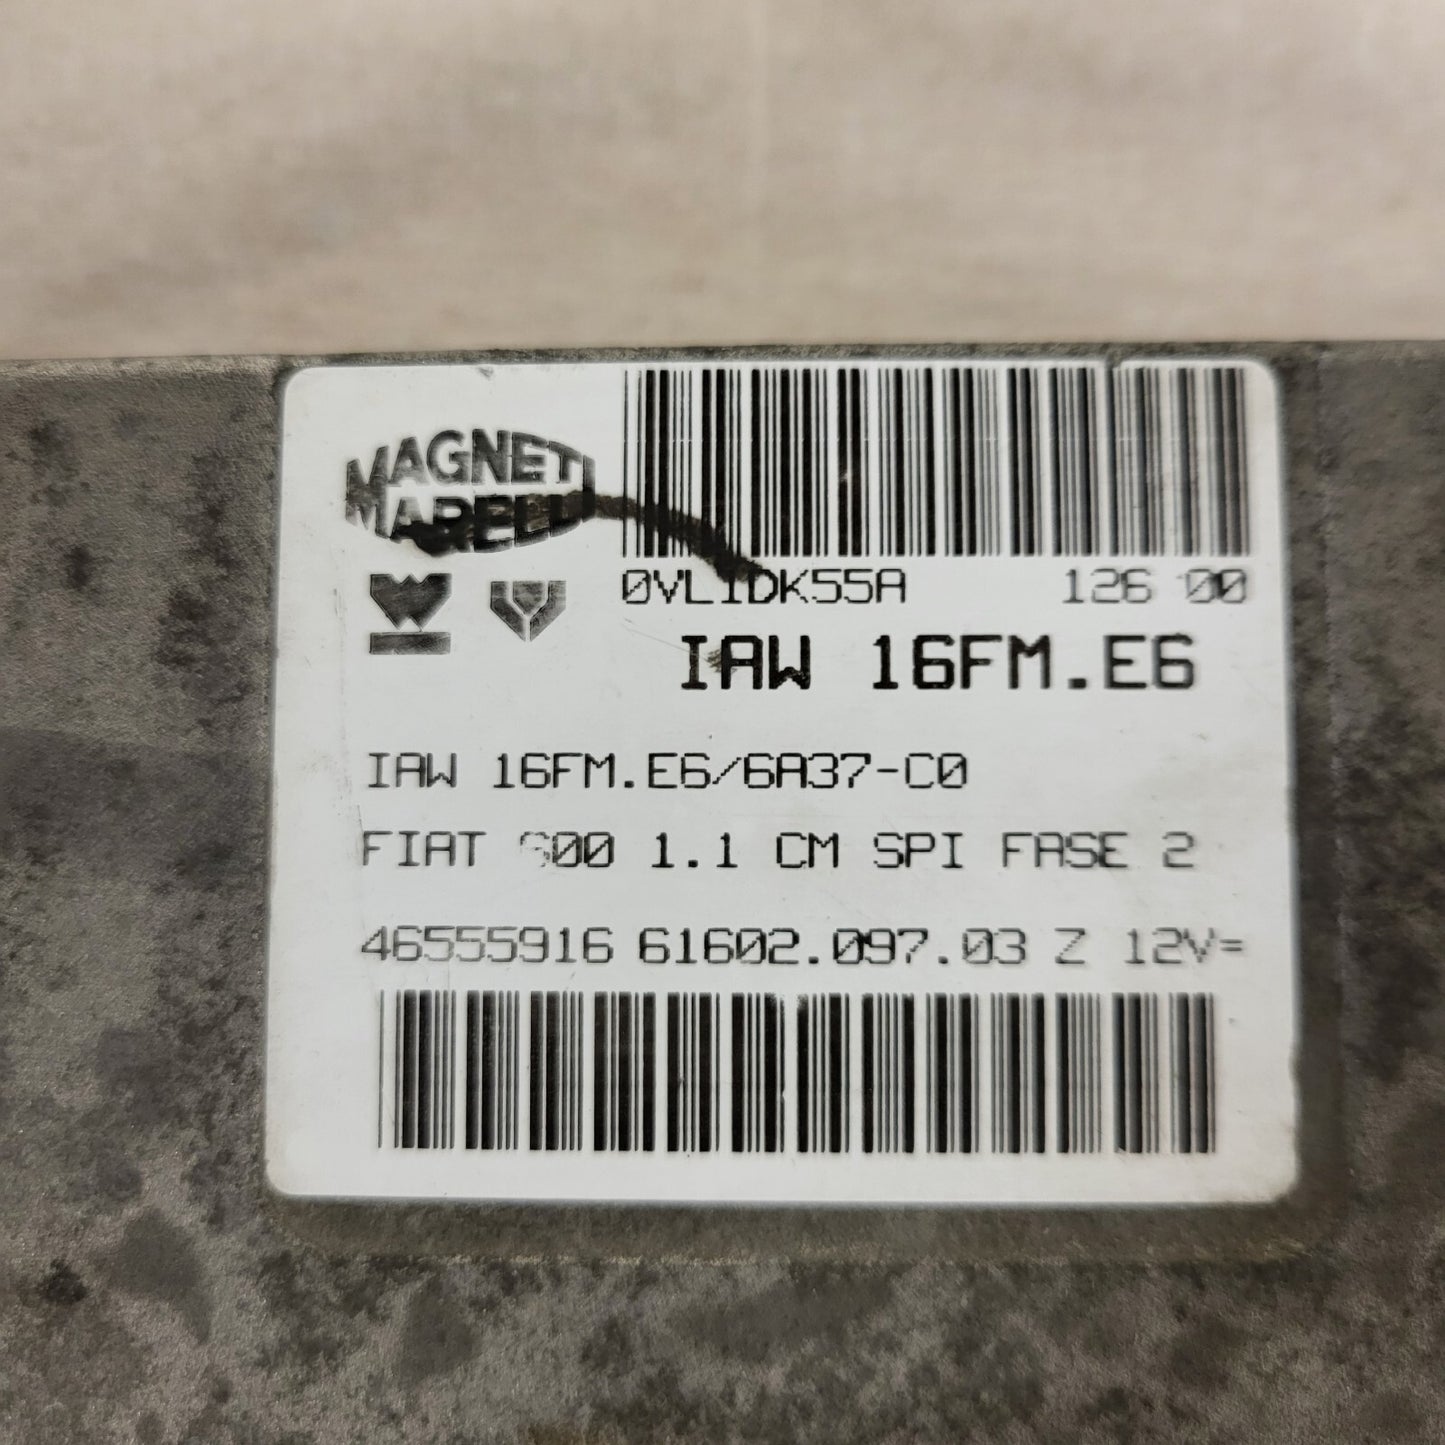 MAGNETI
MARELLI
0VL1DK55A 126 00
IAW 16FM.E6
IAW 16FM.E6/6A37-C0
FIAT 600 1.1 CM SPI FASE 2
46555916 61602.097.03 Z 12V=